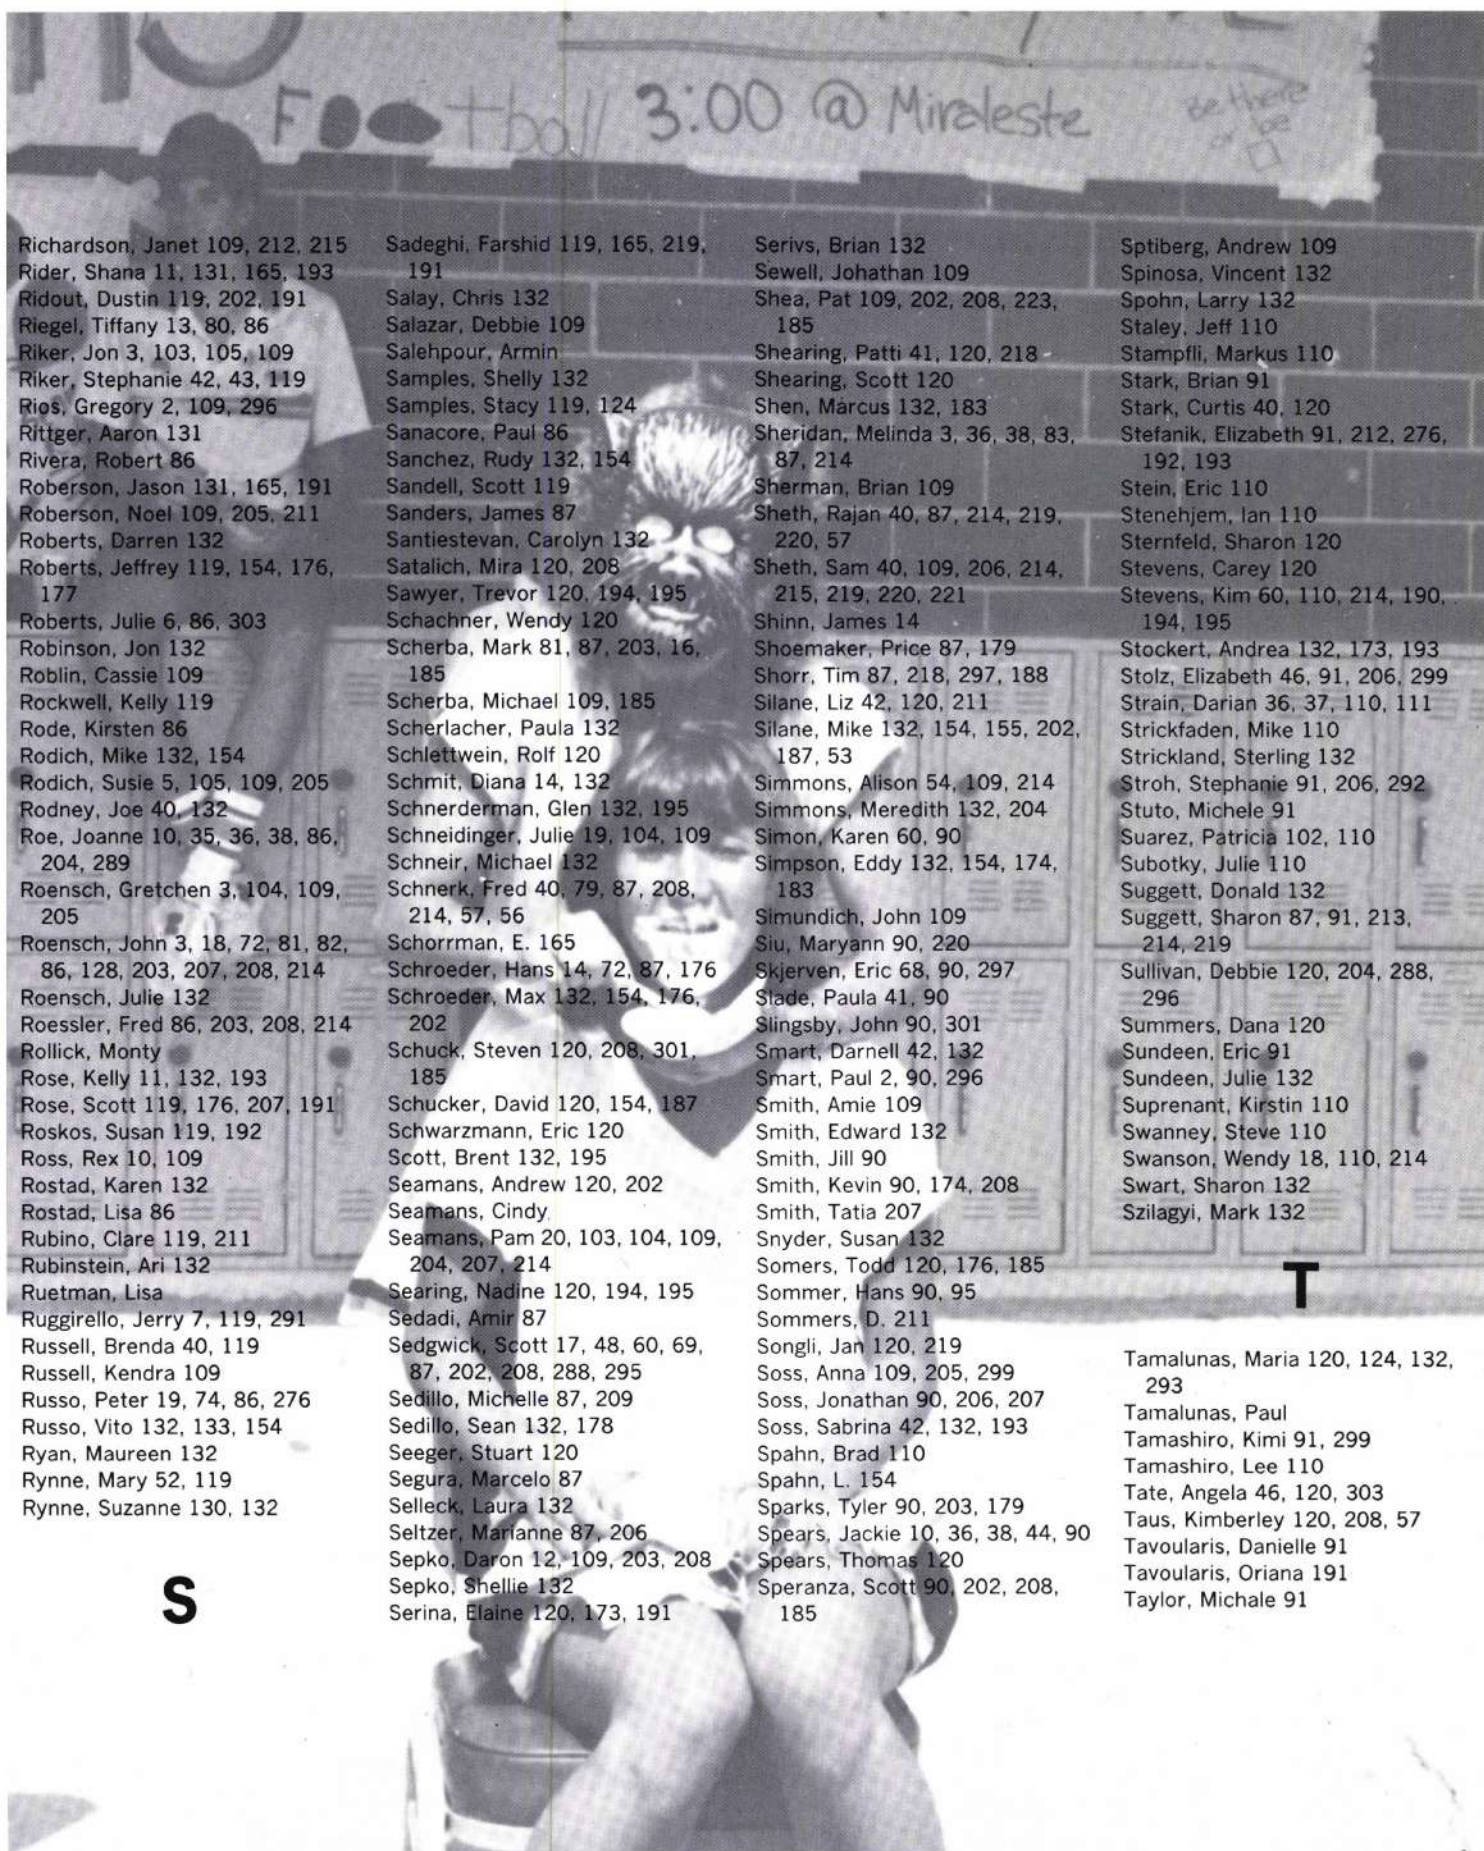 Football 3:00 @ Miraleste
Be there
or be
Richardson, Janet 109, 212, 215
Rider, Shana 11, 131, 165, 193
Ridout, Dustin 119, 202, 191
Riegel, Tiffany 13, 80, 86
Riker, Jon 3, 103, 105, 109
Riker, Stephanie 42, 43, 119
Rios, Gregory 2, 109, 296
Rittger, Aaron 131
Rivera, Robert 86
Roberson, Jason 131, 165, 191
Roberson, Noel 109, 205, 211
Roberts, Darren 132
Roberts, Jeffrey 119, 154, 176,
177
Roberts, Julie 6, 86, 303
Robinson, Jon 132
Roblin, Cassie 109
Rockwell, Kelly 119
Rode, Kirsten 86
Rodich, Mike 132, 154
Rodich, Susie 5, 105, 109, 205
Rodney, Joe 40, 132
Roe, Joanne 10, 35, 36, 38, 86,
204, 289
Roensch, Gretchen 3, 104, 109,
205
Roensch, John 3, 18, 72, 81, 82,
86, 128, 203, 207, 208, 214
Roensch, Julie 132
Roessler, Fred 86, 203, 208, 214
Rollick, Monty
Rose, Kelly 11, 132, 193
Rose, Scott 119, 176, 207, 191
Roskos, Susan 119, 192
Ross, Rex 10, 109
Rostad, Karen 132
Rostad, Lisa 86
Rubino, Clare 119, 211
Rubinstein, Ari 132
Ruetman, Lisa
Ruggirello, Jerry 7, 119, 291
Russell, Brenda 40, 119
Russell, Kendra 109
Russo, Peter 19, 74, 86, 276
Russo, Vito 132, 133, 154
Ryan, Maureen 132
Rynne, Mary 52, 119
Rynne, Suzanne 130, 132
S
Sadeghi, Farshid 119, 165, 219,
191
Salay, Chris 132
Salazar, Debbie 109
Salehpour, Armin
Samples, Shelly 132
Samples, Stacy 119, 124
Sanacore, Paul 86
Sanchez, Rudy 132, 154
Sandell, Scott 119
Sanders, James 87
Santiestevan, Carolyn 132
Satalich, Mira 120, 208
Sawyer, Trevor 120, 194, 195
Schachner, Wendy 120
Scherba, Mark 81, 87, 203, 16,
185
Scherba, Michael 109, 185
Scherlacher, Paula 132
Schlettwein, Rolf 120
Schmit, Diana 14, 132
Schnerderman, Glen 132, 195
Schneidinger, Julie 19, 104, 109
Schneir, Michael 132
Schnerk, Fred 40, 79, 87, 208,
214, 57, 56
Schorrman, E. 165
Schroeder, Hans 14, 72, 87, 176
Schroeder, Max 132, 154, 176,
202
Schuck, Steven 120, 208, 301,
185
Schucker, David 120, 154, 187
Schwarzmann, Eric 120
Scott, Brent 132, 195
Seamans, Andrew 120, 202
Seamans, Cindy
Seamans, Pam 20, 103, 104, 109,
204, 207, 214
Searing, Nadine 120, 194, 195
Sedadi, Amir 87
Sedgwick, Scott 17, 48, 60, 69,
87, 202, 208, 288, 295
Sedillo, Michelle 87, 209
Sedillo, Sean 132, 178
Seeger, Stuart 120
Segura, Marcelo 87
Selleck, Laura 132
Seltzer, Marianne 87, 206
Sepko, Daron 12, 109, 203, 208
Sepko, Shellie 132
Serina, Elaine 120, 173, 191
Serivs, Brian 132
Sewell, Johathan 109
Shea, Pat 109, 202, 208, 223,
185
Shearing, Patti 41, 120, 218
Shearing, Scott 120
Shen, Marcus 132, 183
Sheridan, Melinda 3, 36, 38, 83,
87, 214
Sherman, Brian 109
Sheth, Rajan 40, 87, 214, 219,
220, 57
Sheth, Sam 40, 109, 206, 214,
215, 219, 220, 221
Shinn, James 14
Shoemaker, Price 87, 179
Shorr, Tim 87, 218, 297, 188
Silane, Liz 42, 120, 211
Silane, Mike 132, 154, 155, 202,
187, 53
Simmons, Alison 54, 109, 214
Simmons, Meredith 132, 204
Simon, Karen 60, 90
Simpson, Eddy 132, 154, 174,
183
Simundich, John 109
Siu, Maryann 90, 220
Skjerven, Eric 68, 90, 297
Slade, Paula 41, 90
Slingsby, John 90, 301
Smart, Darnell 42, 132
Smart, Paul 2, 90, 296
Smith, Amie 109
Smith, Edward 132
Smith, Jill 90
Smith, Kevin 90, 174, 208
Smith, Tatia 207
Snyder, Susan 132
Somers, Todd 120, 176, 185
Sommer, Hans 90, 95
Sommers, D. 211
Songli, Jan 120, 219
Soss, Anna 109, 205, 299
Soss, Jonathan 90, 206, 207
Soss, Sabrina 42, 132, 193
Spahn, Brad 110
Spahn, L. 154
Sparks, Tyler 90, 203, 179
Spears, Jackie 10, 36, 38, 44, 90
Spears, Thomas 120
Speranza, Scott 90, 202, 208,
185
Sptiberg, Andrew 109
Spinosa, Vincent 132
Spohn, Larry 132
Staley, Jeff 110
Stampfli, Markus 110
Stark, Brian 91
Stark, Curtis 40, 120
Stefanik, Elizabeth 91, 212, 276,
192, 193
Stein, Eric 110
Stenehjem, Ian 110
Sternfeld, Sharon 120
Stevens, Carey 120
Stevens, Kim 60, 110, 214, 190,
194, 195
Stockert, Andrea 132, 173, 193
Stolz, Elizabeth 46, 91, 206, 299
Strain, Darian 36, 37, 110, 111
Strickfaden, Mike 110
Strickland, Sterling 132
Stroh, Stephanie 91, 206, 292
Stuto, Michele 91
Suarez, Patricia 102, 110
Subotky, Julie 110
Suggett, Donald 132
Suggett, Sharon 87, 91, 213,
214, 219
Sullivan, Debbie 120, 204, 288,
296
Summers, Dana 120
Sundeen, Eric 91
Sundeen, Julie 132
Suprenant, Kirstin 110
Swanney, Steve 110
Swanson, Wendy 18, 110, 214
Swart, Sharon 132
Szilagyi, Mark 132
T
Tamalunas, Maria 120, 124, 132,
293
Tamalunas, Paul
Tamashiro, Kimi 91, 299
Tamashiro, Lee 110
Tate, Angela 46, 120, 303
Taus, Kimberley 120, 208, 57
Tavoularis, Danielle 91
Tavoularis, Oriana 191
Taylor, Michale 91